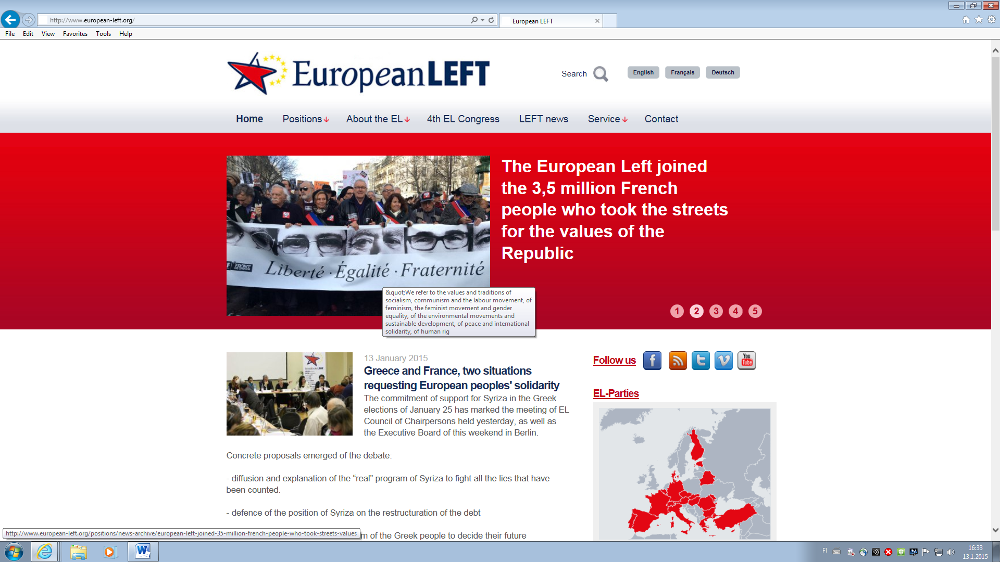 http://www.european-left.org/
European LEFT
File Edit View Favorites Tools Help
EuropeanLEFT
Search
English Français Deutsch
Home Positions About the EL 4th EL Congress LEFT news Service Contact
The European Left joined
the 3,5 million French
people who took the streets
for the values of the
Republic
FRONT
Liberté · Égalité · Fraternité
&quot;We refer to the values and traditions of
socialism, communism and the labour movement, of
feminism, the feminist movement and gender
equality, of the environmental movements and
sustainable development, of peace and international
solidarity, of human rig
1 2 3 4 5
13 January 2015
Greece and France, two situations
requesting European peoples' solidarity
The commitment of support for Syriza in the Greek
elections of January 25 has marked the meeting of EL
Council of Chairpersons held yesterday, as well as
the Executive Board of this weekend in Berlin.
Concrete proposals emerged of the debate:
- diffusion and explanation of the “real” program of Syriza to fight all the lies that have
been counted.
- defence of the position of Syriza on the restructuration of the debt
m of the Greek people to decide their future
Follow us
You
Tube
EL-Parties
http://www.european-left.org/positions/news-archive/european-left-joined-35-million-french-people-who-took-streets-values
FI
16:33
13.1.2015